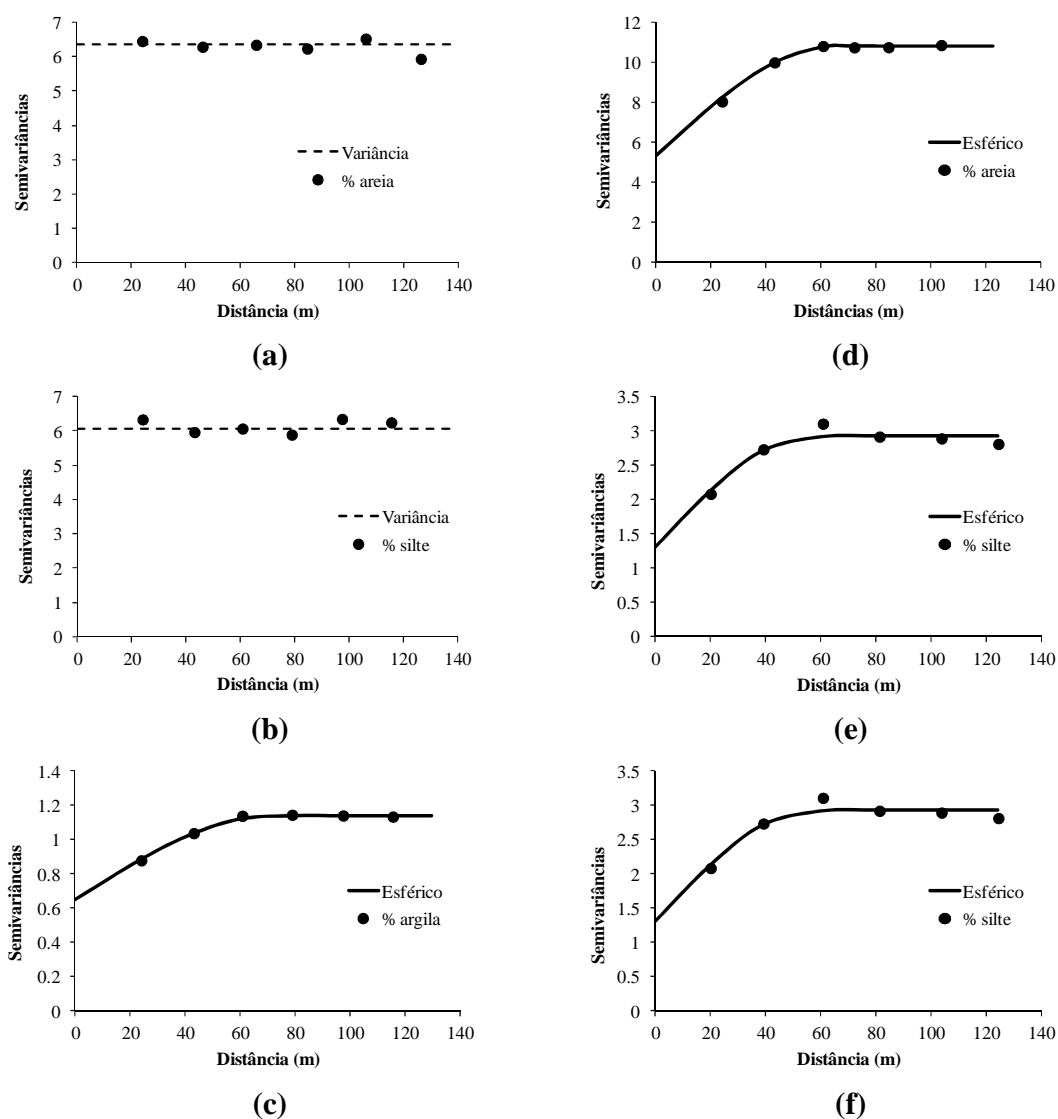 Semivariâncias
7
6
5
4
3
2
1
0
Variância
% areia
0 20 40 60 80 100 120 140
Distância (m)
(a)
Semivariâncias
12
10
8
6
4
2
0
Esférico
% areia
0 20 40 60 80 100 120 140
Distâncias (m)
(d)
Semivariâncias
7
6
5
4
3
2
1
0
Variância
% silte
0 20 40 60 80 100 120 140
Distância (m)
(b)
Semivariâncias
3.5
3
2.5
2
1.5
1
0.5
0
Esférico
% silte
0 20 40 60 80 100 120 140
Distância (m)
(e)
Semivariâncias
1.4
1.2
1
0.8
0.6
0.4
0.2
0
Esférico
% argila
0 20 40 60 80 100 120 140
Distância (m)
(c)
Semivariâncias
3.5
3
2.5
2
1.5
1
0.5
0
Esférico
% silte
0 20 40 60 80 100 120 140
Distância (m)
(f)